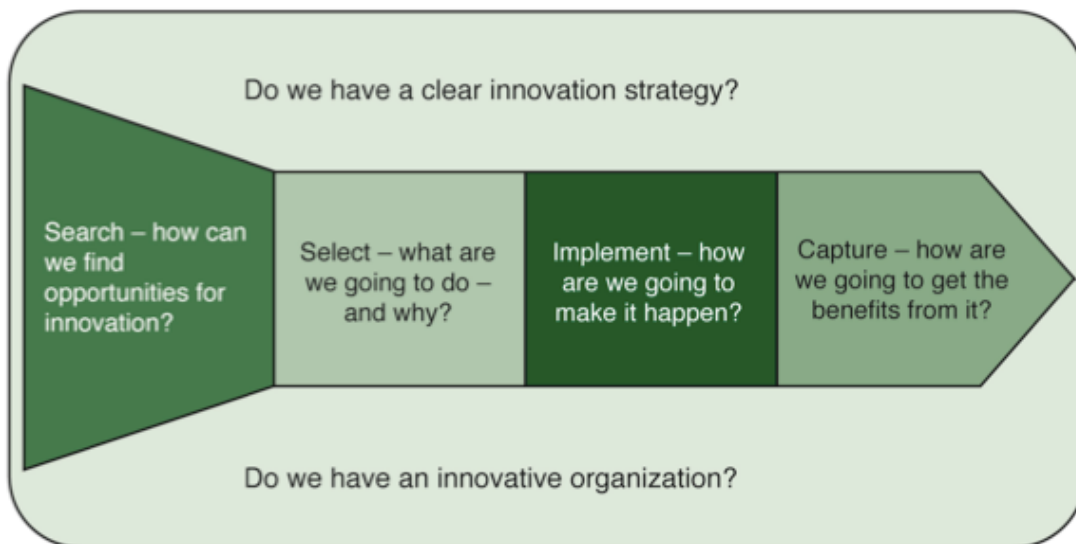 Do we have a clear innovation strategy?
Search – how can
we find
opportunities for
innovation?
Select – what are
we going to do –
and why?
Implement – how
are we going to
make it happen?
Capture – how are
we going to get the
benefits from it?
Do we have an innovative organization?